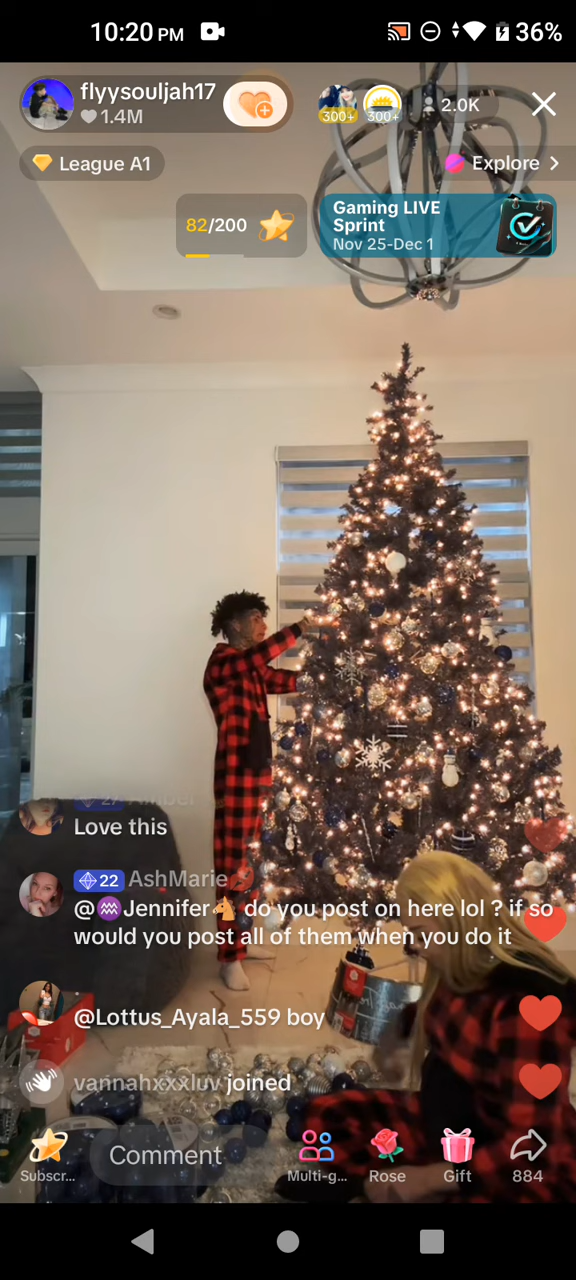 10:20 PM
36%
flyysouljah17
1.4M
300+
300+
2.0K
League A1
Explore
82/200
Gaming LIVE
Sprint
Nov 25-Dec 1
Love this
22 AshMarie
@♒Jennifer🐴 do you post on here lol ? if so
would you post all of them when you do it
@Lottus_Ayala_559 boy
vannahxxxluv joined
Comment
Subscr...
Multi-g...
Rose
Gift
884